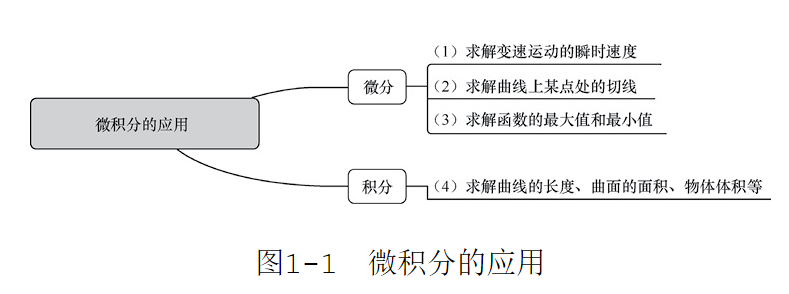 （1）求解变速运动的瞬时速度
微分
（2）求解曲线上某点处的切线
微积分的应用
（3）求解函数的最大值和最小值
积分
（4）求解曲线的长度、曲面的面积、物体体积等
图1-1 微积分的应用